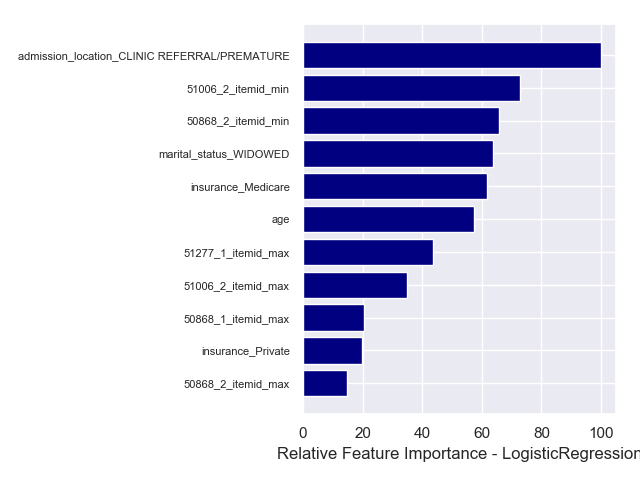 admission_location_CLINIC REFERRAL/PREMATURE
51006_2_itemid_min
50868_2_itemid_min
marital_status_WIDOWED
insurance_Medicare
age
51277_1_itemid_max
51006_2_itemid_max
50868_1_itemid_max
insurance_Private
50868_2_itemid_max
0 20 40 60 80 100
Relative Feature Importance - LogisticRegression